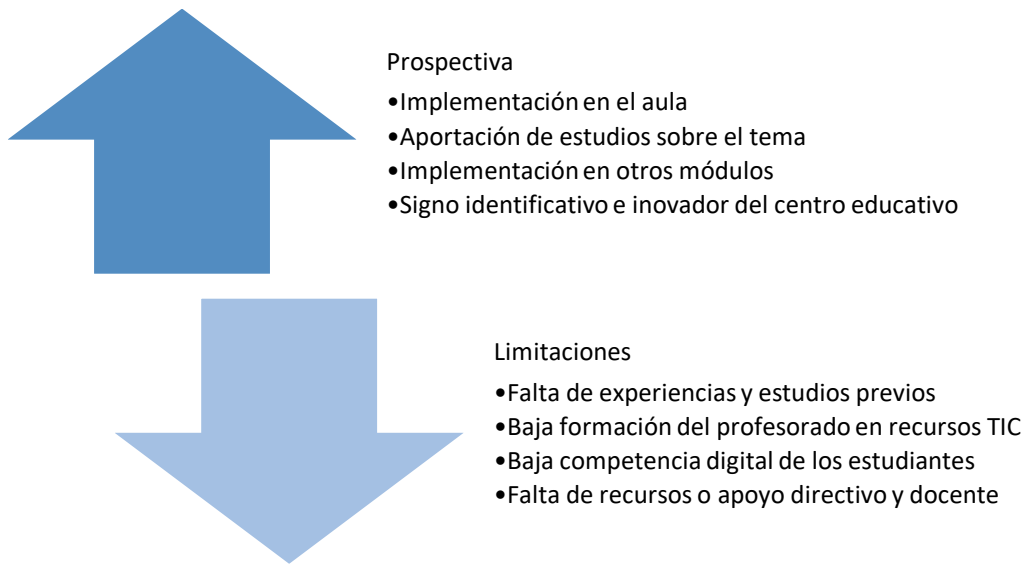 Prospectiva
•Implementación en el aula
•Aportación de estudios sobre el tema
•Implementación en otros módulos
•Signo identificativo e inovador del centro educativo
Limitaciones
•Falta de experiencias y estudios previos
•Baja formación del profesorado en recursos TIC
•Baja competencia digital de los estudiantes
•Falta de recursos o apoyo directivo y docente